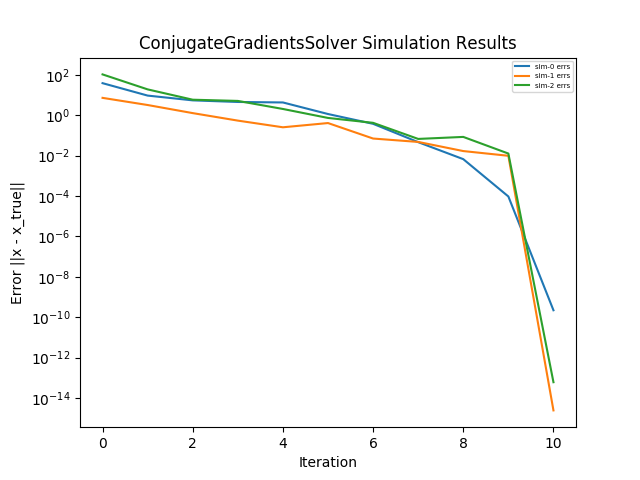 ConjugateGradientsSolver Simulation Results
sim-0 errs
sim-1 errs
sim-2 errs
10²
10⁰
10⁻²
10⁻⁴
10⁻⁶
10⁻⁸
10⁻¹⁰
10⁻¹²
10⁻¹⁴
Error ||x - x_true||
0 2 4 6 8 10
Iteration